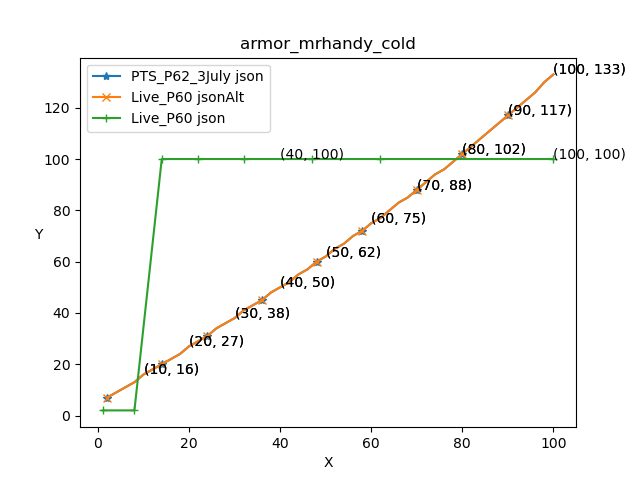 armor_mrhandy_cold
PTS_P62_3July json
Live_P60 jsonAlt
Live_P60 json
(100, 133)
(90, 117)
(80, 102)
(40, 100)
(100, 100)
(70, 88)
(60, 75)
(50, 62)
(40, 50)
(30, 38)
(20, 27)
(10, 16)
Y
120
100
80
60
40
20
0
0 20 40 60 80 100
X